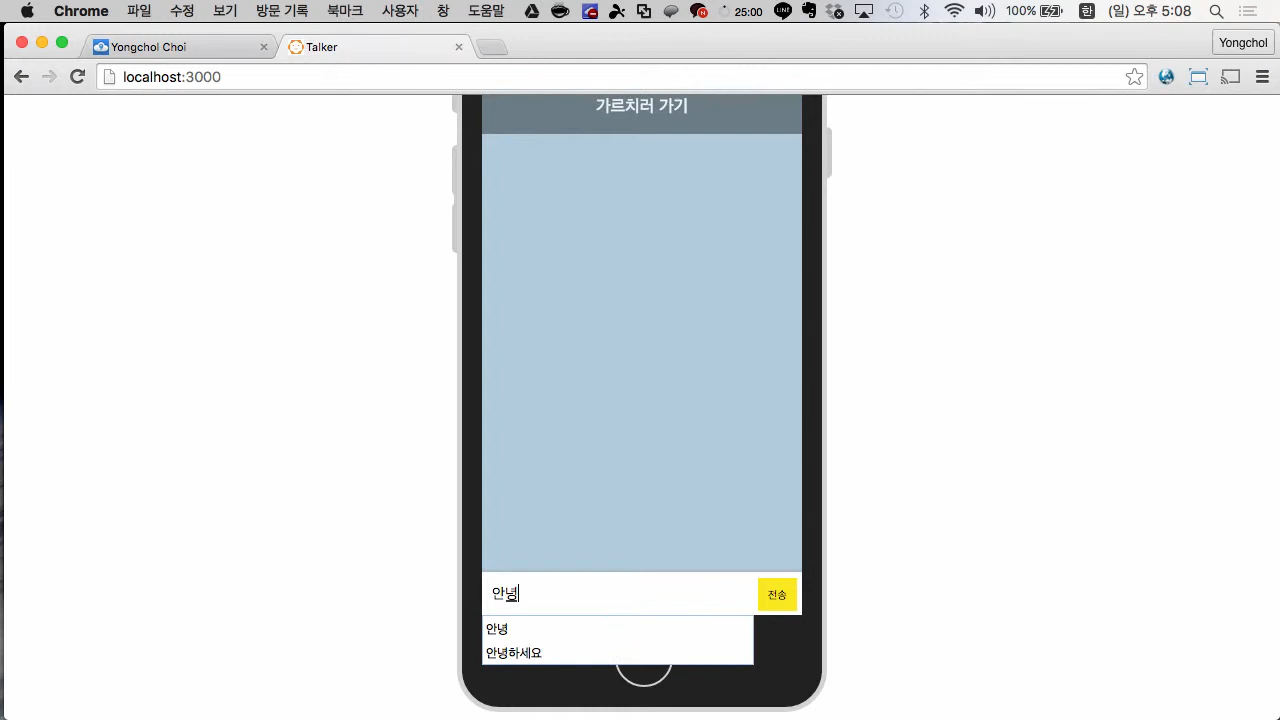 Chrome 파일 수정 보기 방문 기록 북마크 사용자 창 도움말 25:00 LINE 100% 한 (일) 오후 5:08
Yongchol Choi Talker Yongchol
localhost:3000
가르치러 가기
안녕 전송
안녕
안녕하세요